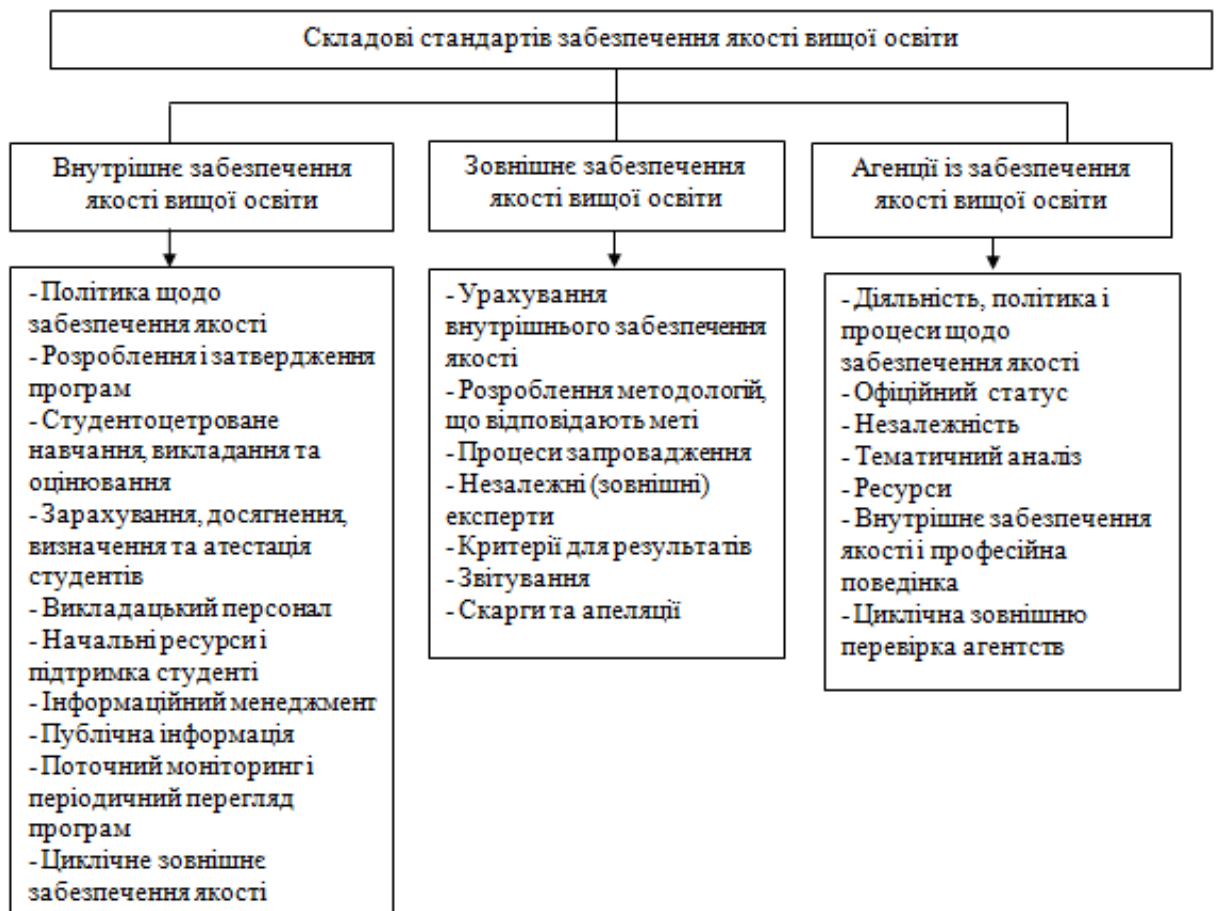 Складові стандартів забезпечення якості вищої освіти
Внутрішнє забезпечення
якості вищої освіти
Зовнішнє забезпечення
якості вищої освіти
Агенції із забезпечення
якості вищої освіти
- Політика щодо
забезпечення якості
- Розроблення і затвердження
програм
- Студентоцетроване
навчання, викладання та
оцінювання
- Зарахування, досягнення,
визначення та атестація
студентів
- Викладацький персонал
- Начальні ресурси і
підтримка студенті
- Інформаційний менеджмент
- Публічна інформація
- Поточний моніторинг і
періодичний перегляд
програм
- Циклічне зовнішнє
забезпечення якості
- Урахування
внутрішнього забезпечення
якості
- Розроблення методологій,
що відповідають меті
- Процеси запровадження
- Незалежні (зовнішні)
експерти
- Критерії для результатів
- Звітування
- Скарги та апеляції
- Діяльність, політика і
процеси щодо
забезпечення якості
- Офіційний статус
- Незалежність
- Тематичний аналіз
- Ресурси
- Внутрішнє забезпечення
якості і професійна
поведінка
- Циклічна зовнішню
перевірка агентств